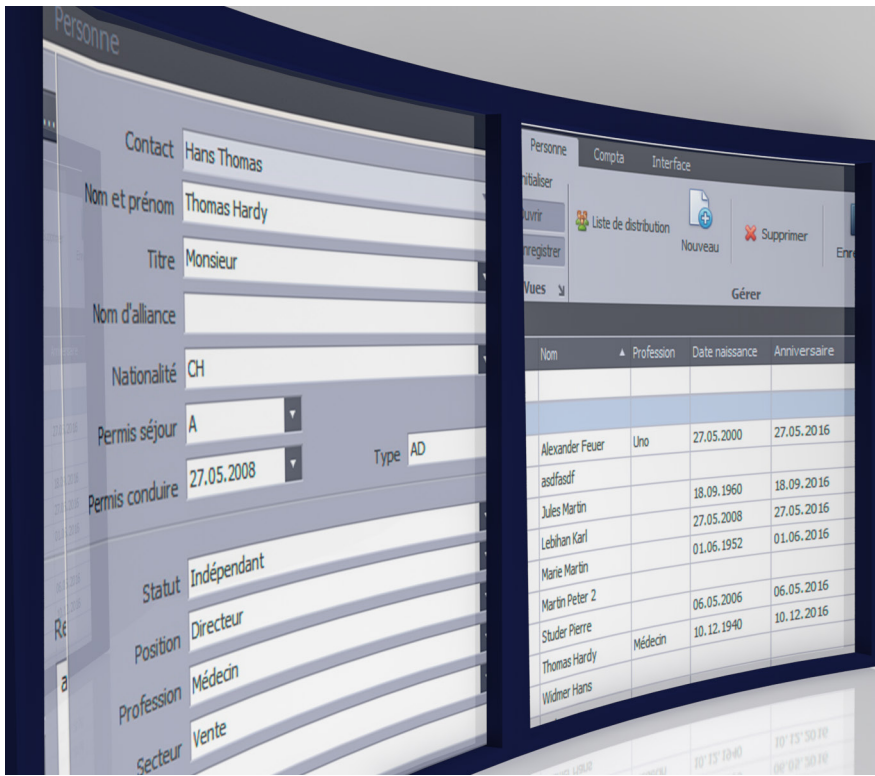 Personne
Contact Hans Thomas
Nom et prénom Thomas Hardy
Titre Monsieur
Nom d'alliance
Nationalité CH
Permis séjour A
Permis conduire 27.05.2008 Type AD
Statut Indépendant
Position Directeur
Profession Médecin
Secteur Vente
Personne Compta Interface
Initialiser
Ouvrir
Enregistrer
Vues
Liste de distribution
Nouveau
Supprimer
Gérer
Nom Profession Date naissance Anniversaire
Alexander Feuer Uno 27.05.2000 27.05.2016
asdfasdf
Jules Martin 18.09.1960 18.09.2016
Lebihan Karl 27.05.2008 27.05.2016
Marie Martin 01.06.1952 01.06.2016
Martin Peter 2
Studer Pierre 06.05.2006 06.05.2016
Thomas Hardy Médecin 10.12.1940 10.12.2016
Widmer Hans